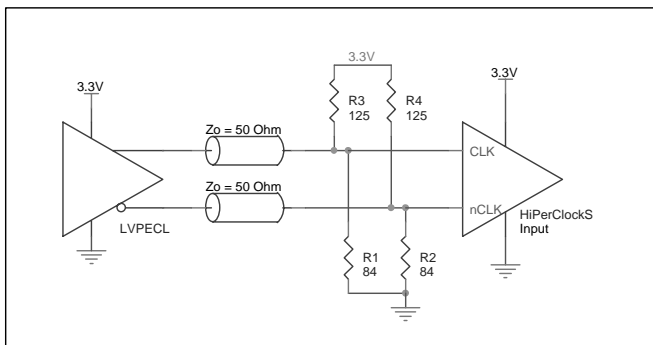 3.3V
3.3V
3.3V
R3
125
R4
125
Zo = 50 Ohm
CLK
Zo = 50 Ohm
nCLK
HiPerClockS
Input
LVPECL
R1
84
R2
84